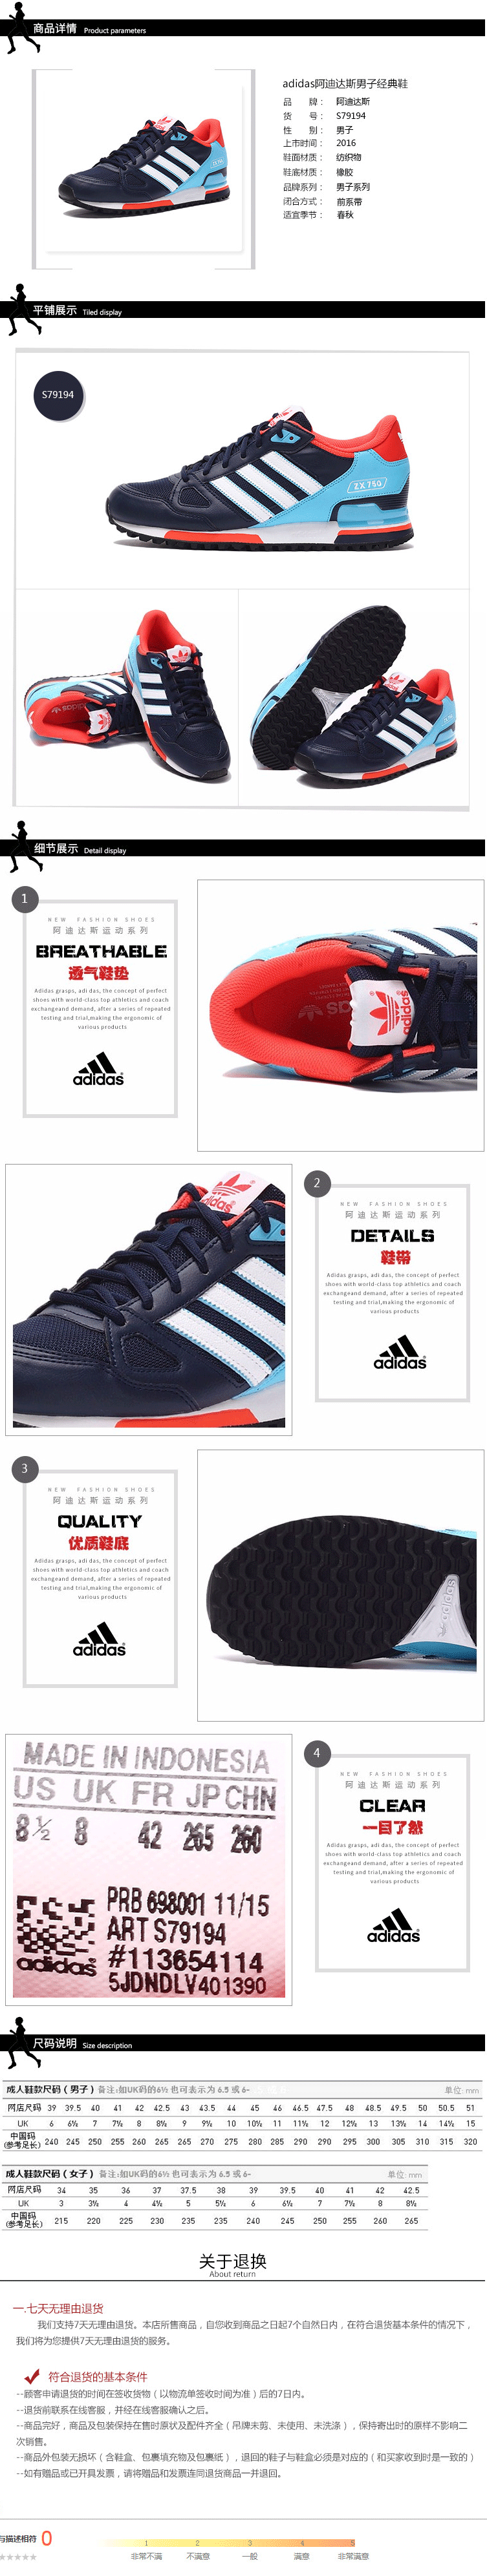 商品详情 Product parameters
adidas阿迪达斯男子经典鞋
品 牌： 阿迪达斯
货 号： S79194
性 别： 男子
上市时间： 2016
鞋面材质： 纺织物
鞋底材质： 橡胶
品牌系列： 男子系列
闭合方式： 前系带
适宜季节： 春秋
平铺展示 Tiled display
S79194
ZX 750
adidas
细节展示 Detail display
1
NEW FASHION SHOES
阿迪达斯运动系列
BREATHABLE
透气鞋垫
Adidas grasps, adi das, the concept of perfect
shoes with world-class top athletics and coach
exchangeand demand, after a series of repeated
testing and trial,making the ergonomic of
various products
adidas
adidas
2
NEW FASHION SHOES
阿迪达斯运动系列
DETAILS
鞋带
Adidas grasps, adi das, the concept of perfect
shoes with world-class top athletics and coach
exchangeand demand, after a series of repeated
testing and trial,making the ergonomic of
various products
adidas
adidas
3
NEW FASHION SHOES
阿迪达斯运动系列
QUALITY
优质鞋底
Adidas grasps, adi das, the concept of perfect
shoes with world-class top athletics and coach
exchangeand demand, after a series of repeated
testing and trial,making the ergonomic of
various products
adidas
adidas
MADE IN INDONESIA
US UK FR JP CHN
8½ 8 42 265 260
PRB 698001 11/15
ART S79194
#113654114
5JDNDLV401390
adidas
4
NEW FASHION SHOES
阿迪达斯运动系列
CLEAR
一目了然
Adidas grasps, adi das, the concept of perfect
shoes with world-class top athletics and coach
exchangeand demand, after a series of repeated
testing and trial,making the ergonomic of
various products
adidas
尺码说明 Size description
成人鞋款尺码（男子） 备注:如UK码的6½ 也可表示为 6.5 或 6- 单位: mm
网店尺码 39 39.5 40 41 42 42.5 43 43.5 44 45 46 46.5 47.5 48 48.5 49.5 50 50.5 51
UK 6 6½ 7 7½ 8 8½ 9 9½ 10 10½ 11 11½ 12 12½ 13 13½ 14 14½ 15
中国码 (参考足长) 240 245 250 255 260 265 265 270 275 280 285 290 290 295 300 305 310 315 320
成人鞋款尺码（女子） 备注:如UK码的6½ 也可表示为 6.5 或 6- 单位: mm
网店尺码 34 35 36 37 37.5 38 39 39.5 40 41 42 42.5
UK 3 3½ 4 4½ 5 5½ 6 6½ 7 7½ 8 8½
中国码 (参考足长) 215 220 225 230 235 235 240 245 250 255 260 265
关于退换
About return
一.七天无理由退货
我们支持7天无理由退货。本店所售商品，自您收到商品之日起7个自然日内，在符合退货基本条件的情况下，
我们将为您提供7天无理由退货的服务。
符合退货的基本条件
--顾客申请退货的时间在签收货物（以物流单签收时间为准）后的7日内。
--退货前联系在线客服，并经在线客服确认之后。
--商品完好，商品及包装保持在售时原状及配件齐全（吊牌未剪、未使用、未洗涤），保持寄出时的原样不影响二
次销售。
--商品外包装无损坏（含鞋盒、包裹填充物及包裹纸），退回的鞋子与鞋盒必须是对应的（和买家收到时是一致的）
--如有赠品或已开具发票，请将赠品和发票连同退货商品一并退回。
与描述相符 0
1 2 3 4 5
非常不满 不满意 一般 满意 非常满意